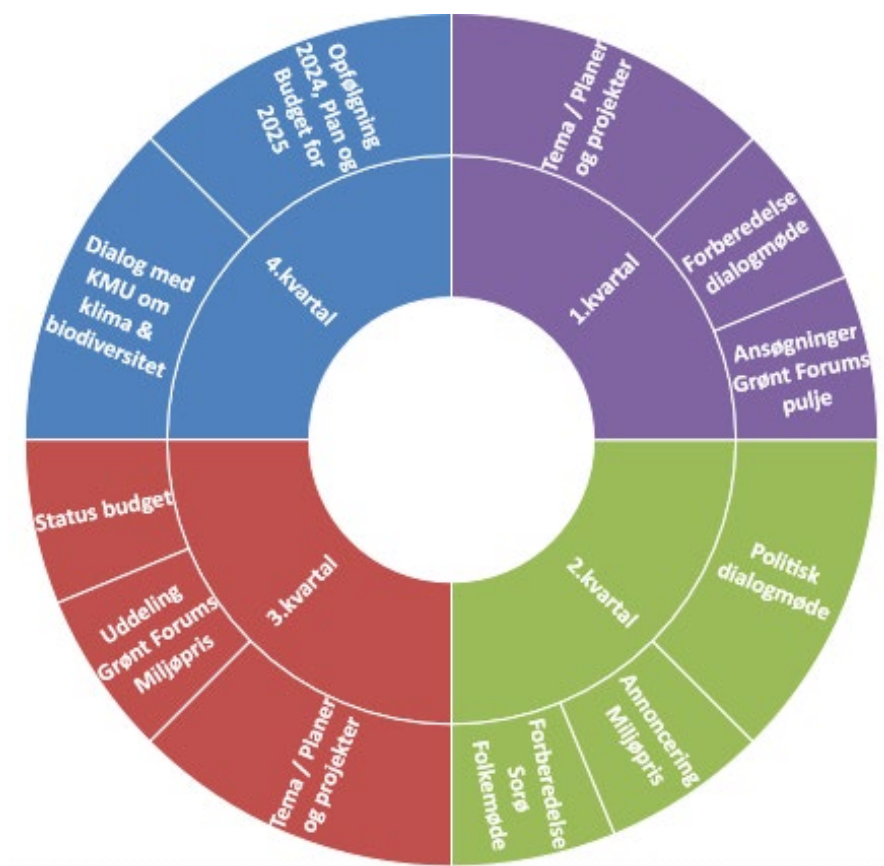 1.kvartal
Tema / Planer
og projekter
Forberedelse
dialogmøde
Ansøgninger
Grønt Forums
pulje
2.kvartal
Politisk
dialogmøde
Annoncering
Miljøpris
Forberedelse
Sorø
Folkemøde
3.kvartal
Tema / Planer
og projekter
Uddeling
Grønt Forums
Miljøpris
Status budget
4.kvartal
Dialog med
KMU om
klima &
biodiversitet
Opfølgning
2024, Plan og
Budget for
2025